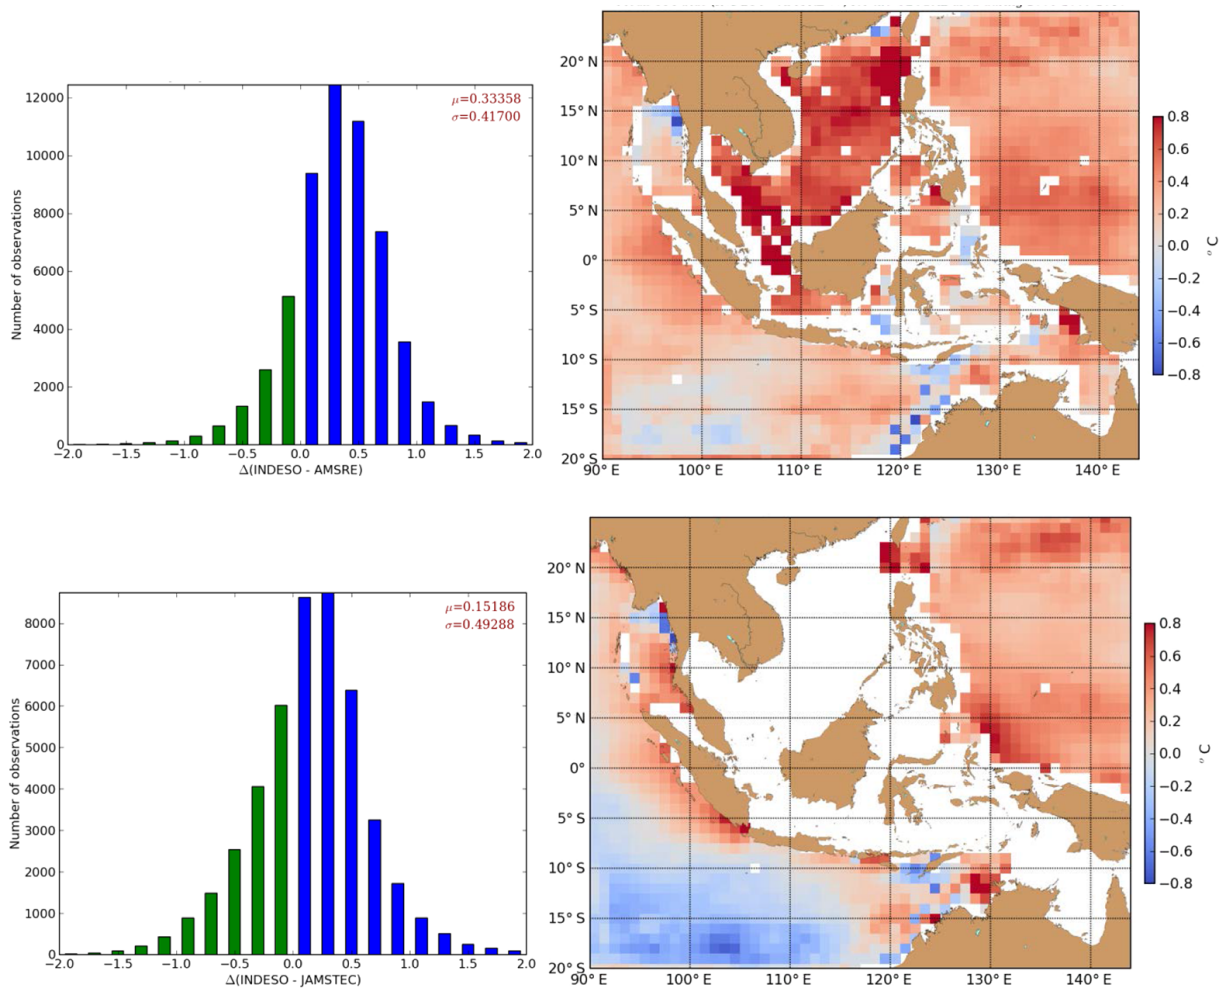 μ=0.33358
σ=0.41700
12000
10000
8000
6000
4000
2000
0
Number of observations
−2.0 −1.5 −1.0 −0.5 0.0 0.5 1.0 1.5 2.0
Δ(INDESO - AMSRE)
20° N
15° N
10° N
5° N
0°
5° S
10° S
15° S
20° S
90° E 100° E 110° E 120° E 130° E 140° E
0.8
0.6
0.4
0.2
0.0
−0.2
−0.4
−0.6
−0.8
° C
μ=0.15186
σ=0.49288
8000
7000
6000
5000
4000
3000
2000
1000
0
Number of observations
−2.0 −1.5 −1.0 −0.5 0.0 0.5 1.0 1.5 2.0
Δ(INDESO - JAMSTEC)
20° N
15° N
10° N
5° N
0°
5° S
10° S
15° S
20° S
100° E 110° E 120° E 130° E 140° E
0.8
0.6
0.4
0.2
0.0
−0.2
−0.4
−0.6
−0.8
° C